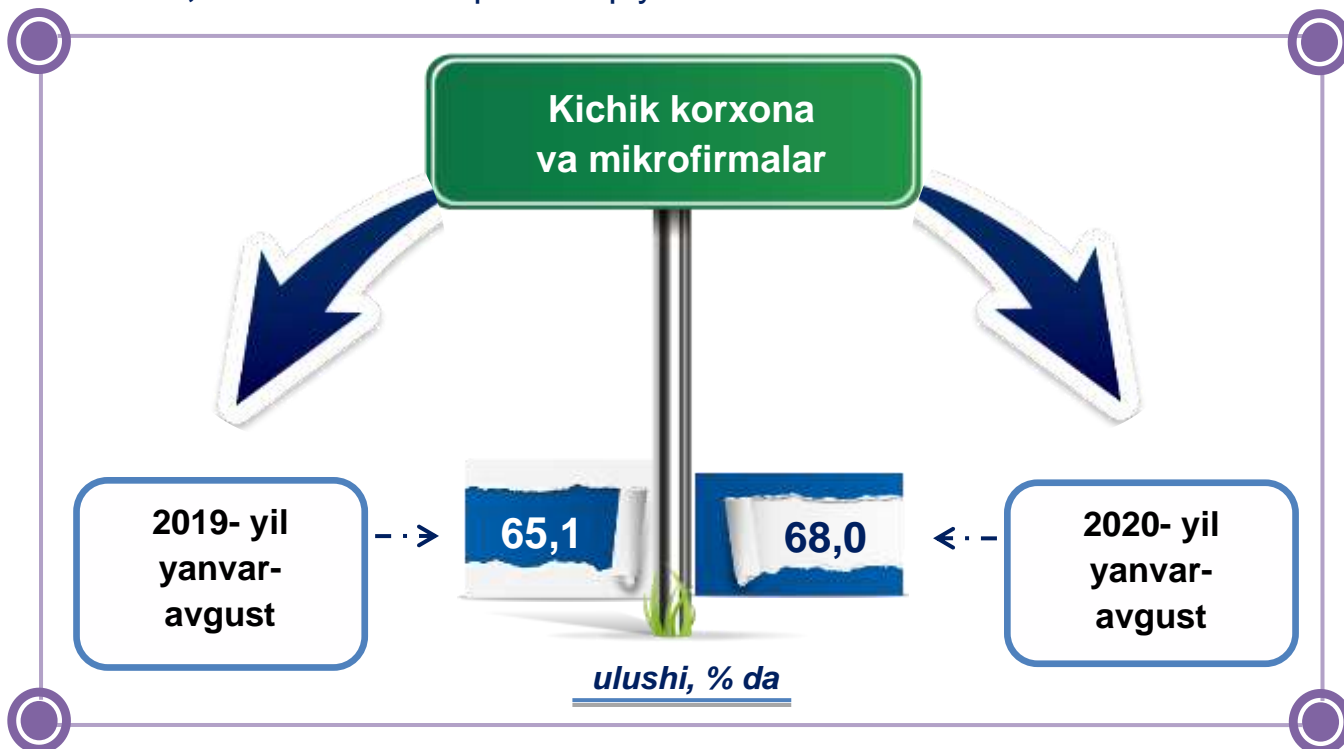 Kichik korxona
va mikrofirmalar
2019- yil
yanvar-
avgust
65,1
68,0
2020- yil
yanvar-
avgust
ulushi, % da